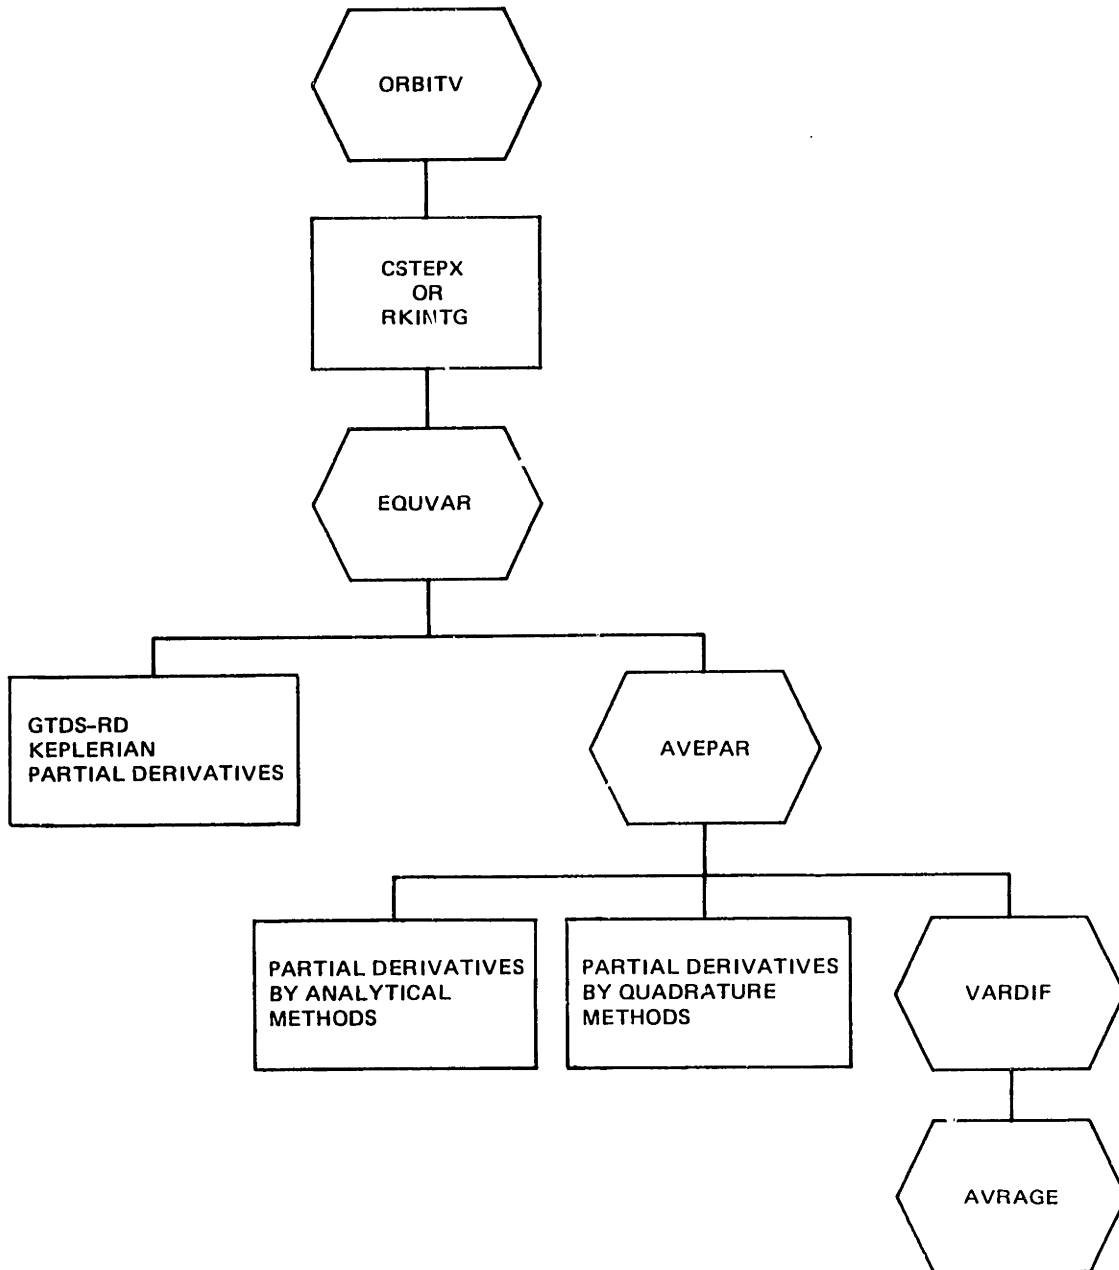 ORBITV
CSTEPX
OR
RKINTG
EQUVAR
GTDS-RD
KEPLERIAN
PARTIAL DERIVATIVES
AVEPAR
PARTIAL DERIVATIVES
BY ANALYTICAL
METHODS
PARTIAL DERIVATIVES
BY QUADRATURE
METHODS
VARDIF
AVRAGE